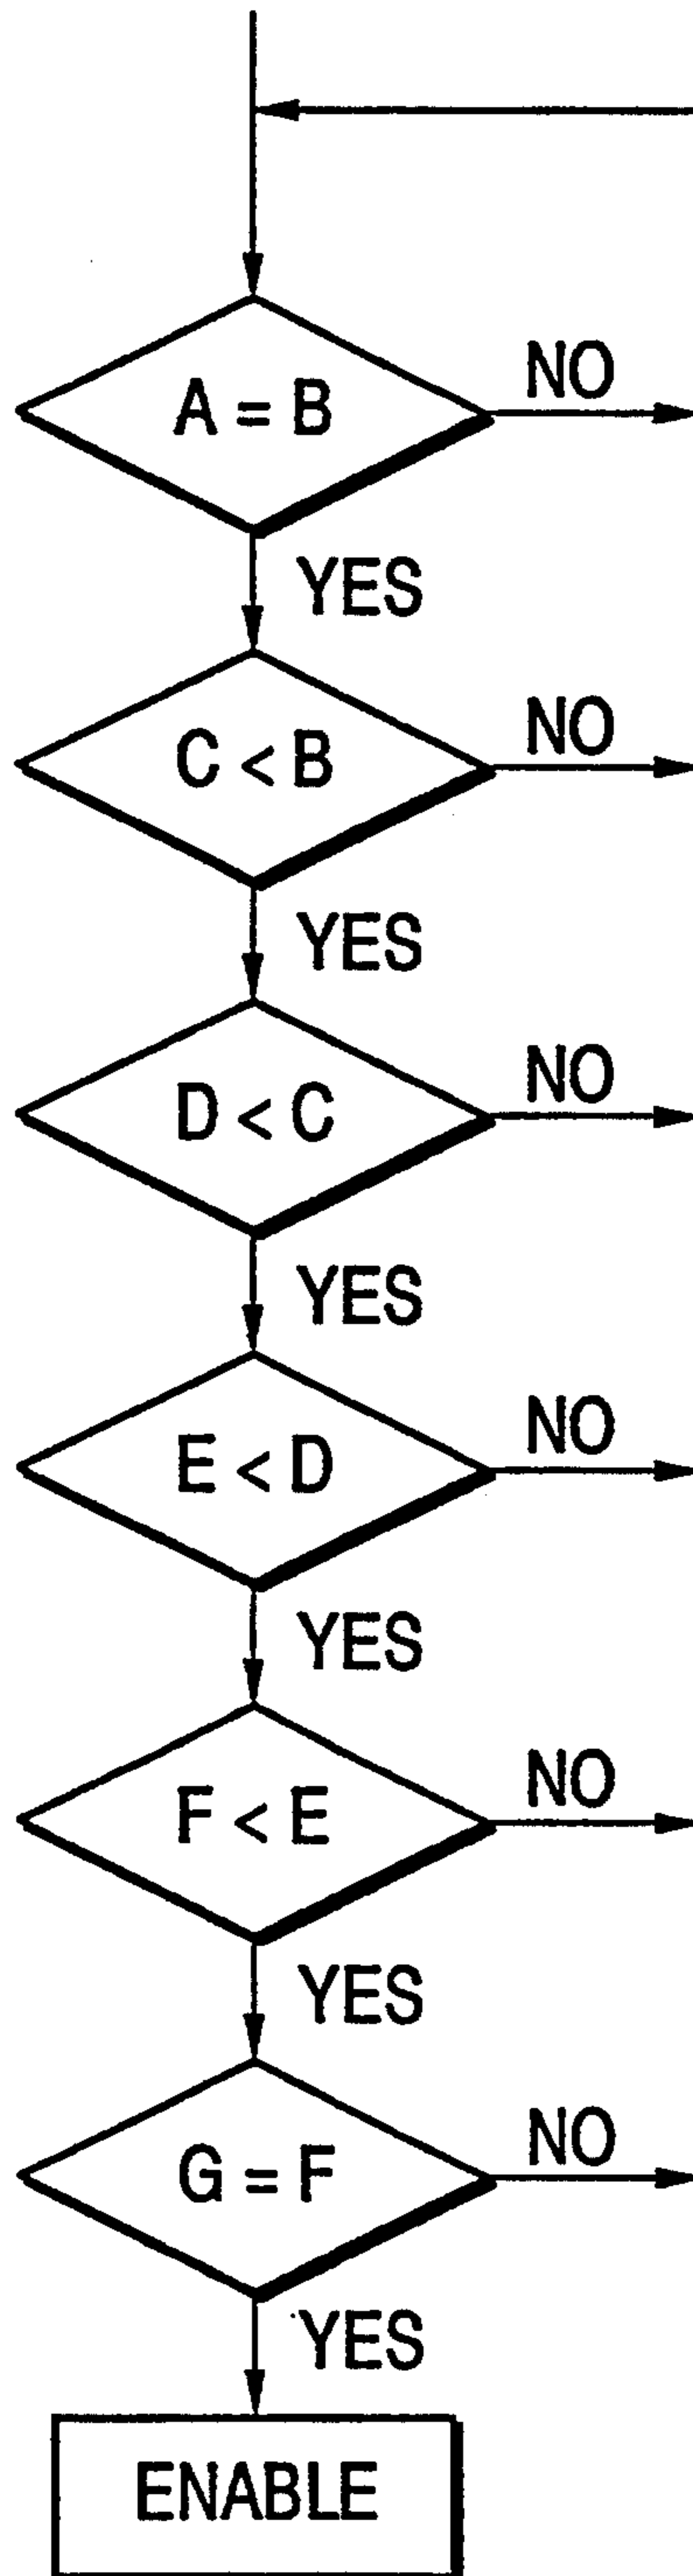 A = B
NO
YES
C < B
NO
YES
D < C
NO
YES
E < D
NO
YES
F < E
NO
YES
G = F
NO
YES
ENABLE